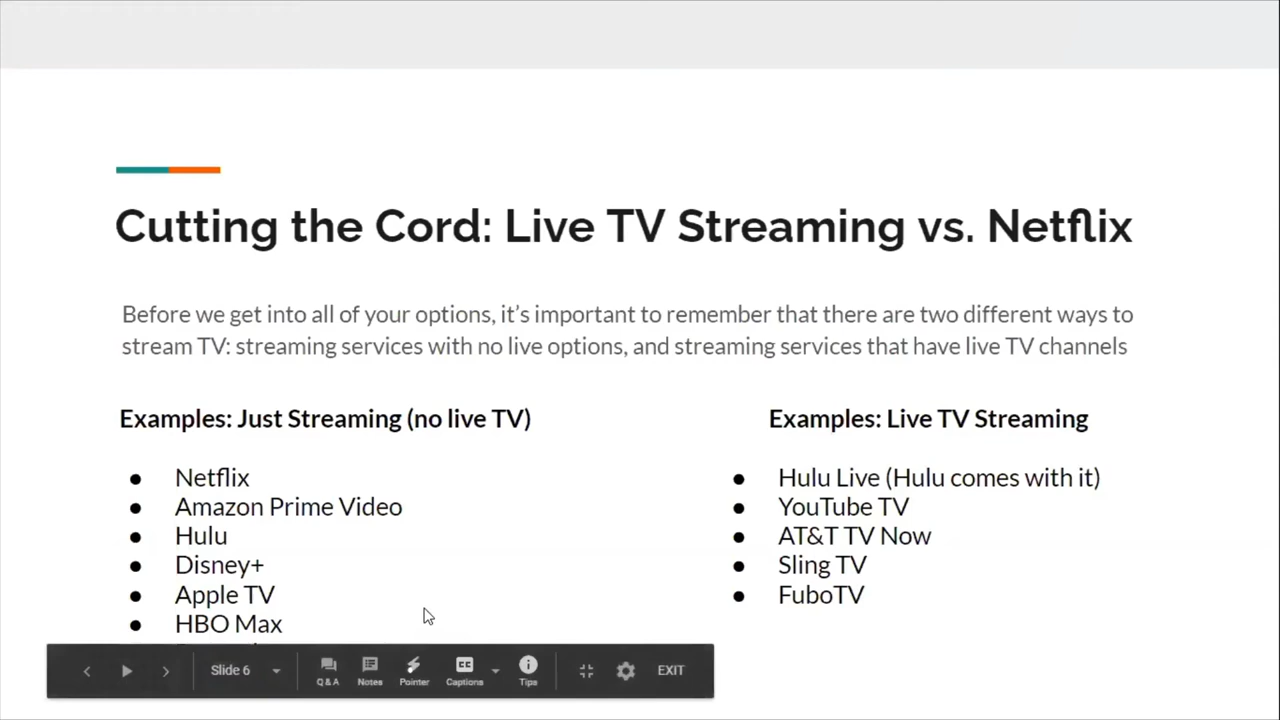 Cutting the Cord: Live TV Streaming vs. Netflix
Before we get into all of your options, it’s important to remember that there are two different ways to
stream TV: streaming services with no live options, and streaming services that have live TV channels
Examples: Just Streaming (no live TV)
● Netflix
● Amazon Prime Video
● Hulu
● Disney+
● Apple TV
● HBO Max
Examples: Live TV Streaming
● Hulu Live (Hulu comes with it)
● YouTube TV
● AT&T TV Now
● Sling TV
● FuboTV
Slide 6
Q&A
Notes
Pointer
CC
Captions
Tips
EXIT